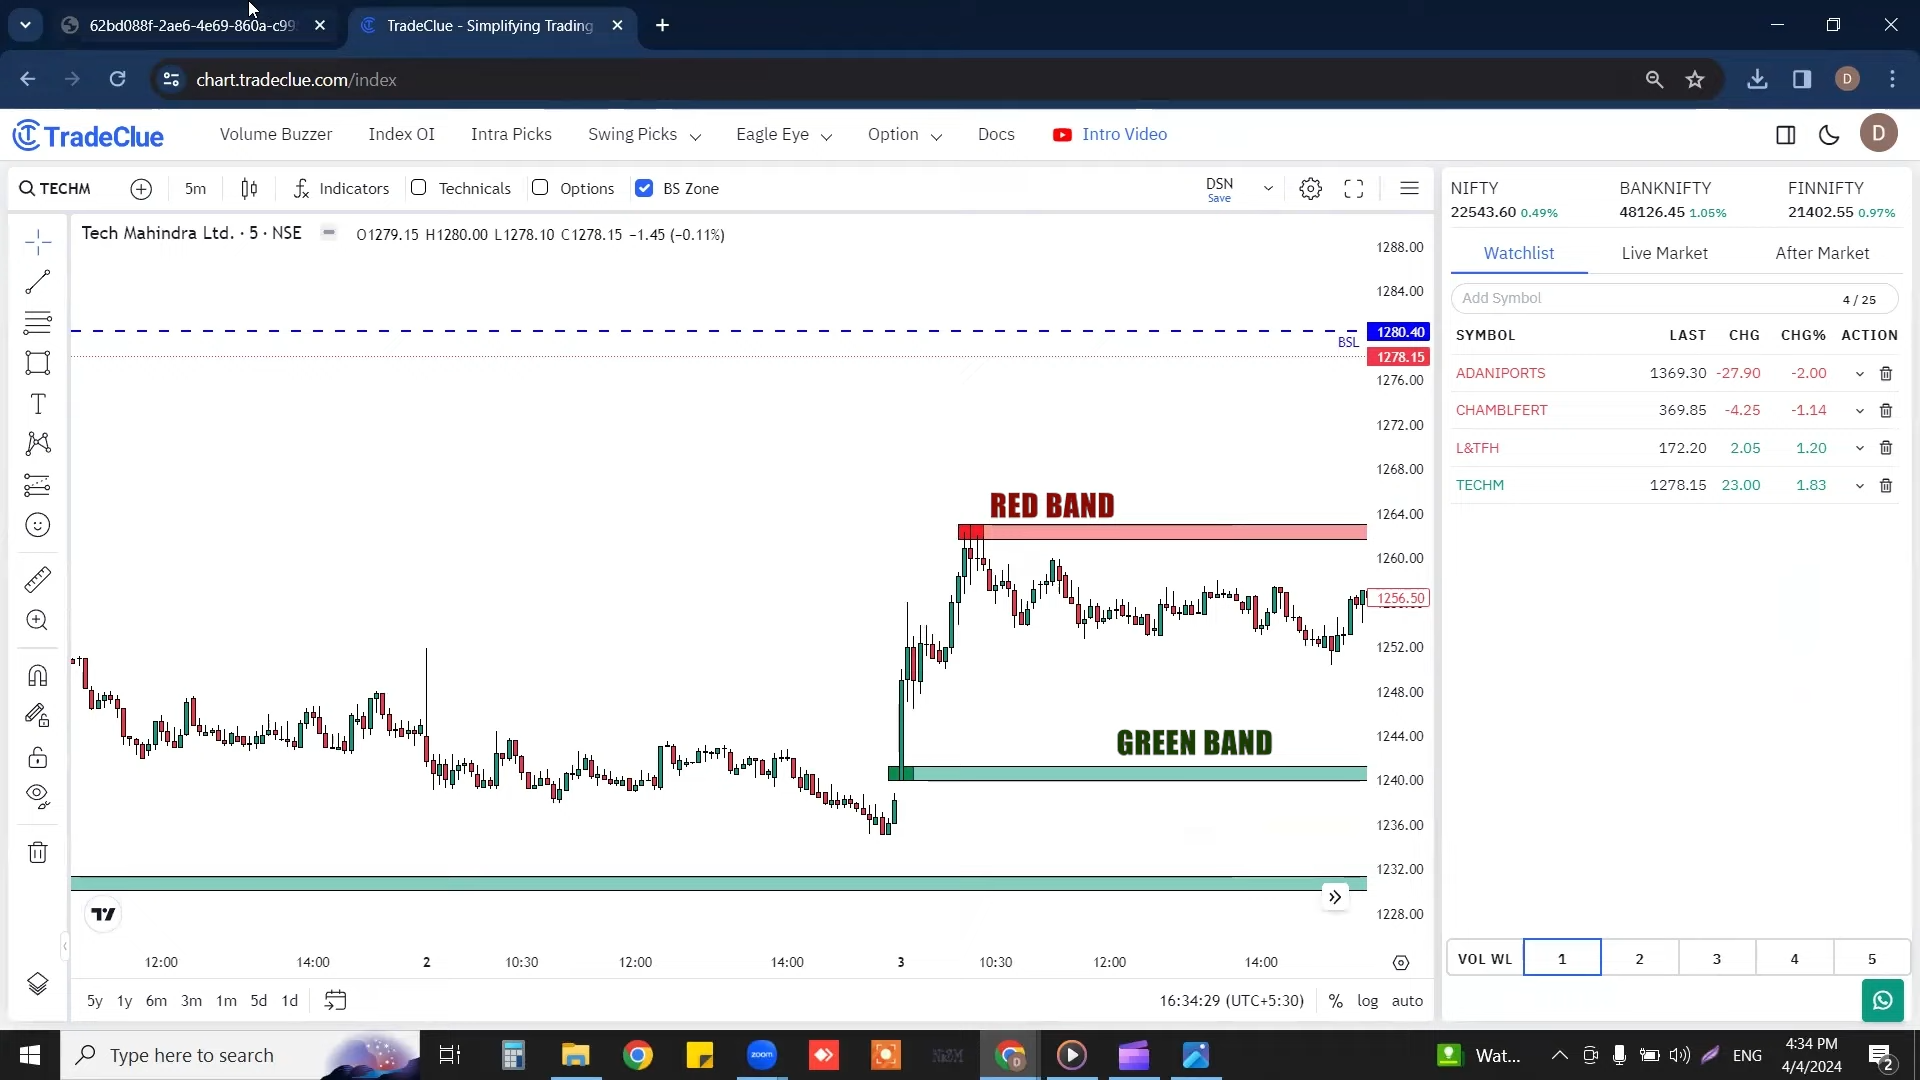 62bd088f-2ae6-4e69-860a-c99
TradeClue - Simplifying Trading
chart.tradeclue.com/index
D
TradeClue
Volume Buzzer
Index OI
Intra Picks
Swing Picks
Eagle Eye
Option
Docs
Intro Video
D
TECHM
5m
Indicators
Technicals
Options
BS Zone
DSN
Save
Tech Mahindra Ltd. · 5 · NSE
O1279.15 H1280.00 L1278.10 C1278.15 −1.45 (−0.11%)
1288.00
1284.00
1280.40
BSL
1278.15
1276.00
1272.00
1268.00
RED BAND
1264.00
1260.00
1256.50
1252.00
1248.00
GREEN BAND
1244.00
1240.00
1236.00
1232.00
1228.00
12:00 14:00 2 10:30 12:00 14:00 3 10:30 12:00 14:00
5y 1y 6m 3m 1m 5d 1d
16:34:29 (UTC+5:30) % log auto
NIFTY BANKNIFTY FINNIFTY
22543.60 0.49% 48126.45 1.05% 21402.55 0.97%
Watchlist Live Market After Market
Add Symbol 4 / 25
SYMBOL LAST CHG CHG% ACTION
ADANIPORTS 1369.30 -27.90 -2.00
CHAMBLFERT 369.85 -4.25 -1.14
L&TFH 172.20 2.05 1.20
TECHM 1278.15 23.00 1.83
VOL WL 1 2 3 4 5
Type here to search
zoom
D
Wat...
ENG
4:34 PM
4/4/2024
2